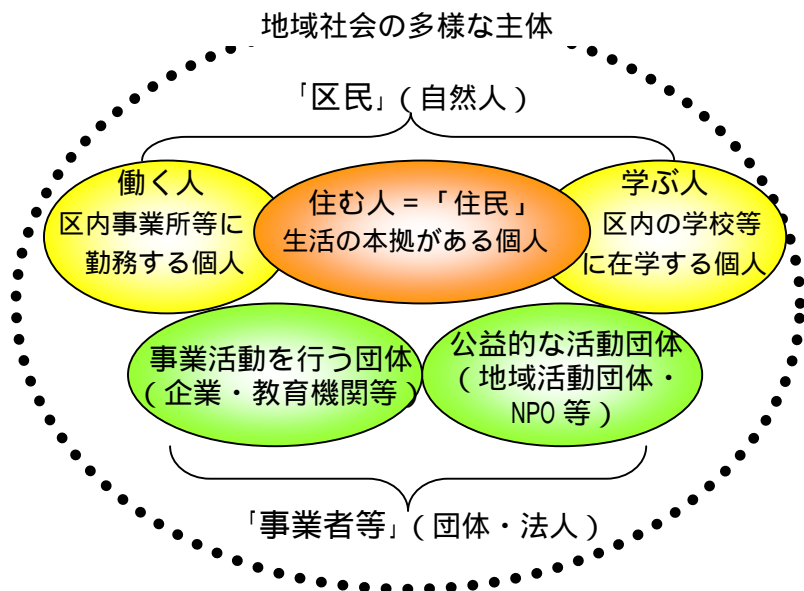 地域社会の多様な主体
「区民」(自然人)
働く人
区内事業所等に
勤務する個人
住む人=「住民」
生活の本拠がある個人
学ぶ人
区内の学校等
に在学する個人
事業活動を行う団体
(企業・教育機関等)
公益的な活動団体
(地域活動団体・
NPO等)
「事業者等」(団体・法人)